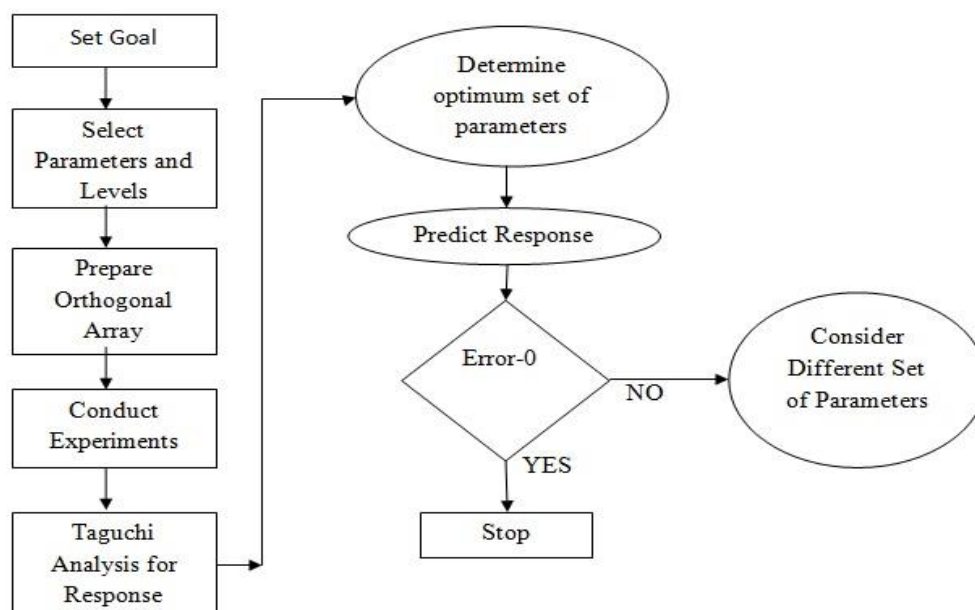 Set Goal
Select
Parameters and
Levels
Prepare
Orthogonal
Array
Conduct
Experiments
Taguchi
Analysis for
Response
Determine
optimum set of
parameters
Predict Response
Error-0
NO
YES
Stop
Consider
Different Set
of Parameters